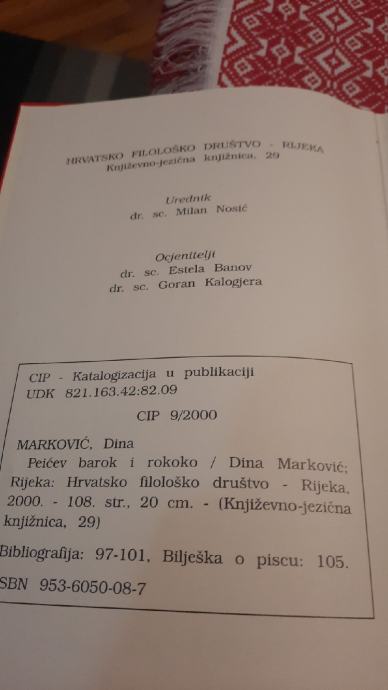 HRVATSKO FILOLOŠKO DRUŠTVO - RIJEKA
Književno-jezična knjižnica, 29
Urednik
dr. sc. Milan Nosić
Ocjenitelji
dr. sc. Estela Banov
dr. sc. Goran Kalogjera
CIP - Katalogizacija u publikaciji
UDK 821.163.42:82.09
CIP 9/2000
MARKOVIĆ, Dina
Peićev barok i rokoko / Dina Marković;
Rijeka: Hrvatsko filološko društvo - Rijeka,
2000. - 108. str., 20 cm. - (Književno-jezična
knjižnica, 29)
Bibliografija: 97-101, Bilješka o piscu: 105.
SBN 953-6050-08-7